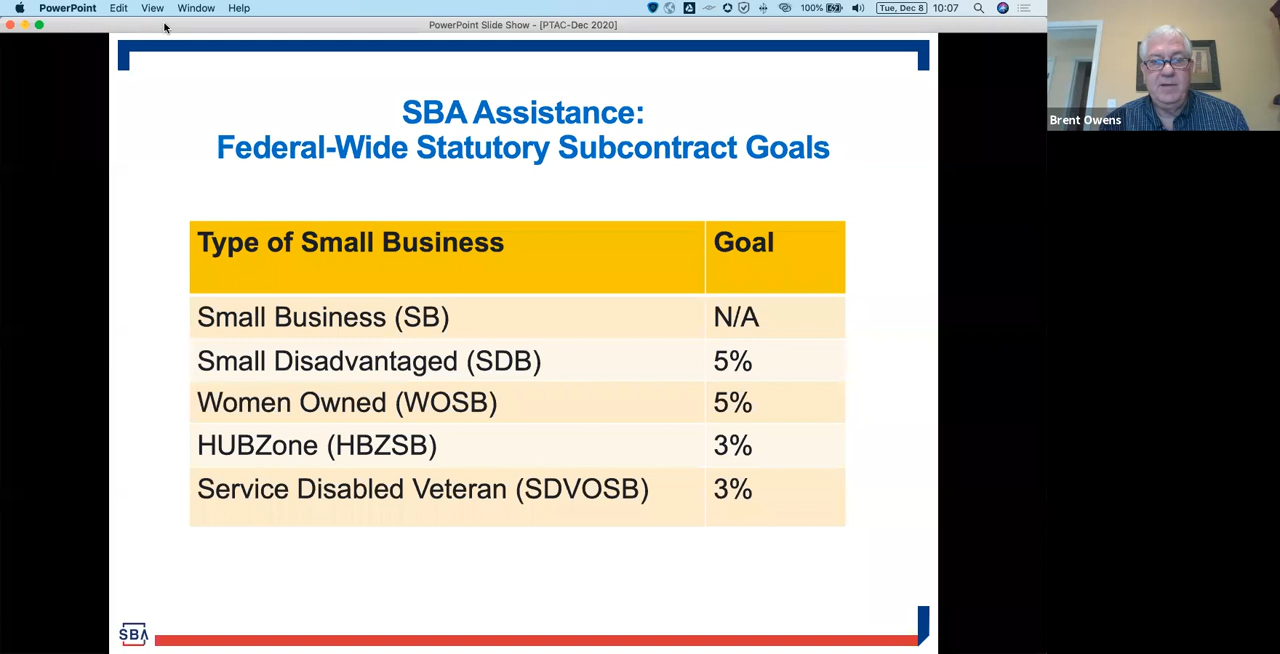 PowerPoint Edit View Window Help
100% Tue, Dec 8 10:07
PowerPoint Slide Show - [PTAC-Dec 2020]
Brent Owens
SBA Assistance:
Federal-Wide Statutory Subcontract Goals
Type of Small Business Goal
Small Business (SB) N/A
Small Disadvantaged (SDB) 5%
Women Owned (WOSB) 5%
HUBZone (HBZSB) 3%
Service Disabled Veteran (SDVOSB) 3%
SBA